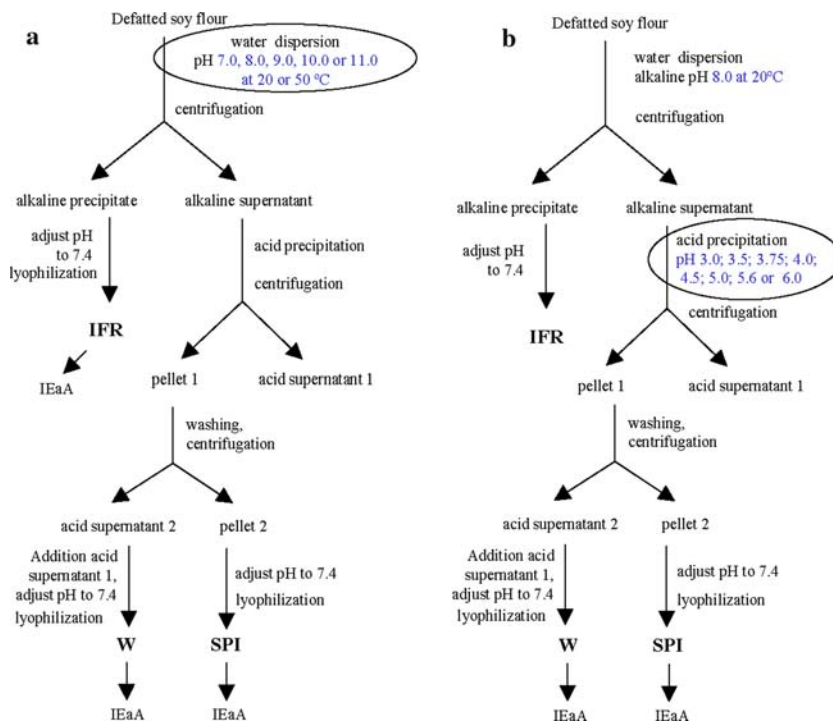 a
Defatted soy flour
water dispersion
pH 7.0, 8.0, 9.0, 10.0 or 11.0
at 20 or 50 ºC
centrifugation
alkaline precipitate
alkaline supernatant
adjust pH
to 7.4
lyophilization
acid precipitation
centrifugation
IFR
IEaA
pellet 1
acid supernatant 1
washing,
centrifugation
acid supernatant 2
pellet 2
Addition acid
supernatant 1,
adjust pH to 7.4
lyophilization
adjust pH to 7.4
lyophilization
W
SPI
IEaA
IEaA
b
Defatted soy flour
water dispersion
alkaline pH 8.0 at 20ºC
centrifugation
alkaline precipitate
alkaline supernatant
adjust pH
to 7.4
acid precipitation
pH 3.0; 3.5; 3.75; 4.0;
4.5; 5.0; 5.6 or 6.0
centrifugation
IFR
pellet 1
acid supernatant 1
washing,
centrifugation
acid supernatant 2
pellet 2
Addition acid
supernatant 1,
adjust pH to 7.4
lyophilization
adjust pH to 7.4
lyophilization
W
SPI
IEaA
IEaA